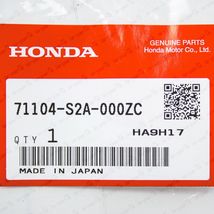 HONDA
GENUINE PARTS
Honda Motor Co., Ltd.
71104-S2A-000ZC
QTY 1
HA9H17
MADE IN JAPAN